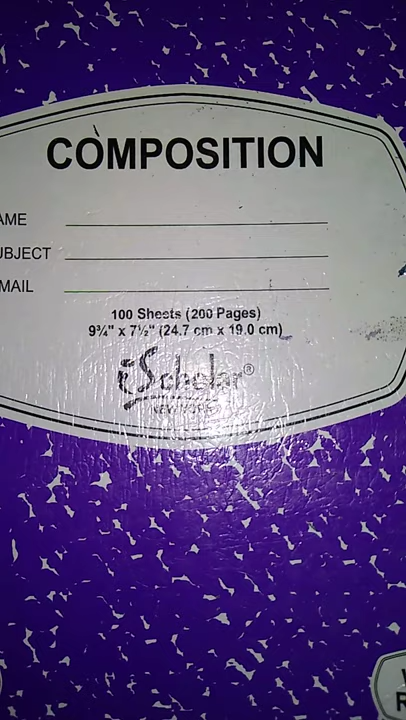 COMPOSITION
AME
UBJECT
MAIL
100 Sheets (200 Pages)
9¾" x 7½" (24.7 cm x 19.0 cm)
iScholar®
NEW YORK